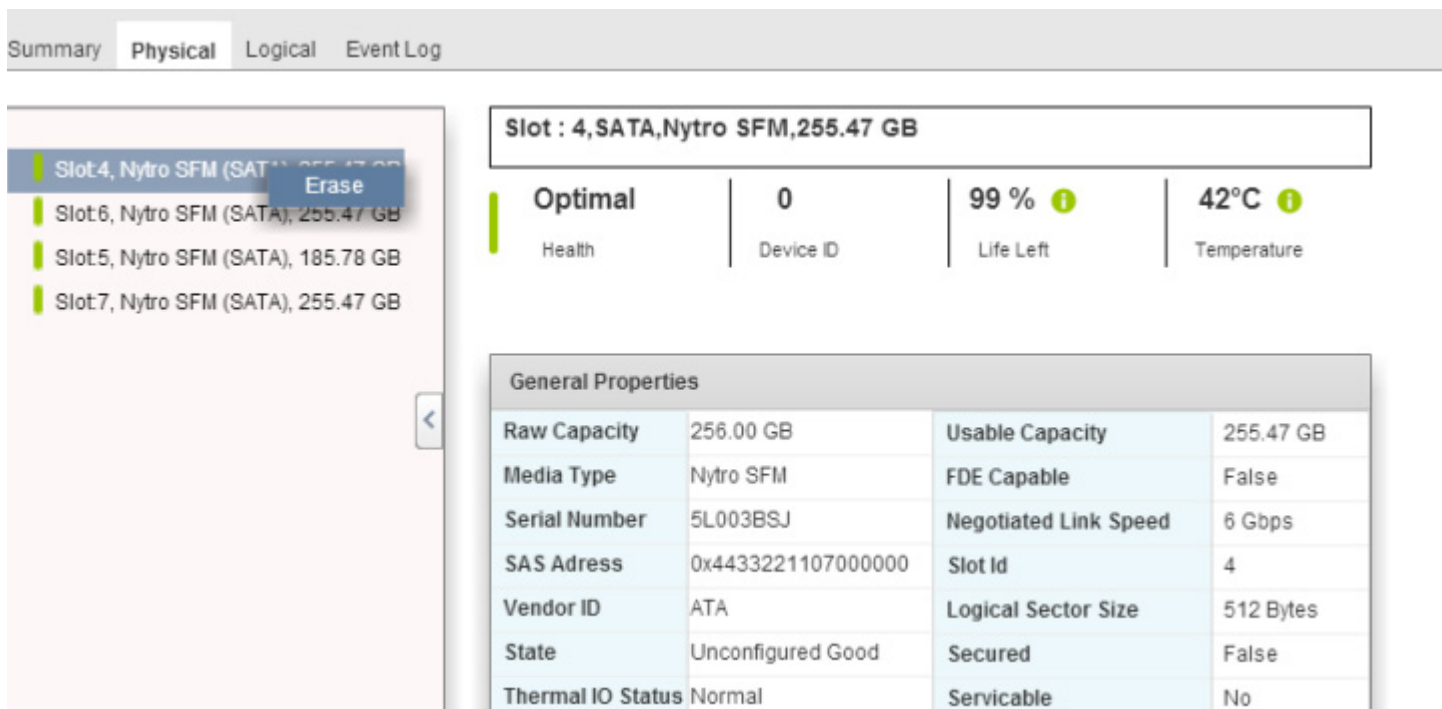 Summary Physical Logical Event Log
Slot:4, Nytro SFM (SATA), 255.47 GB
Erase
Slot:6, Nytro SFM (SATA), 255.47 GB
Slot:5, Nytro SFM (SATA), 185.78 GB
Slot:7, Nytro SFM (SATA), 255.47 GB
Slot : 4,SATA,Nytro SFM,255.47 GB
Optimal 0 99 % 42°C
Health Device ID Life Left Temperature
General Properties
Raw Capacity 256.00 GB Usable Capacity 255.47 GB
Media Type Nytro SFM FDE Capable False
Serial Number 5L003BSJ Negotiated Link Speed 6 Gbps
SAS Adress 0x4433221107000000 Slot Id 4
Vendor ID ATA Logical Sector Size 512 Bytes
State Unconfigured Good Secured False
Thermal IO Status Normal Servicable No